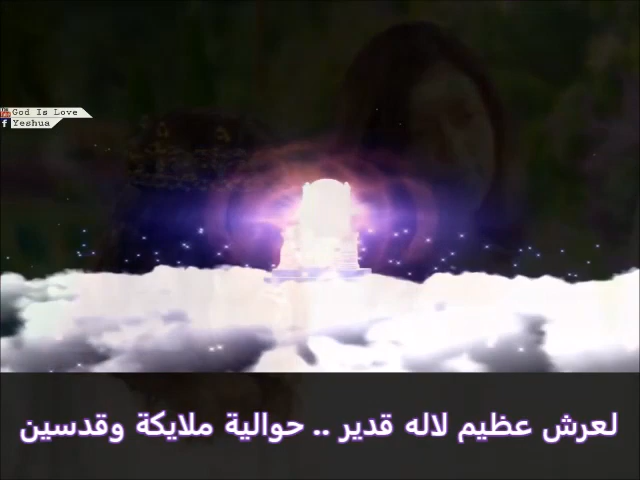 God Is Love
Yeshua
لعرش عظيم لاله قدير .. حوالية ملايكة وقدسين